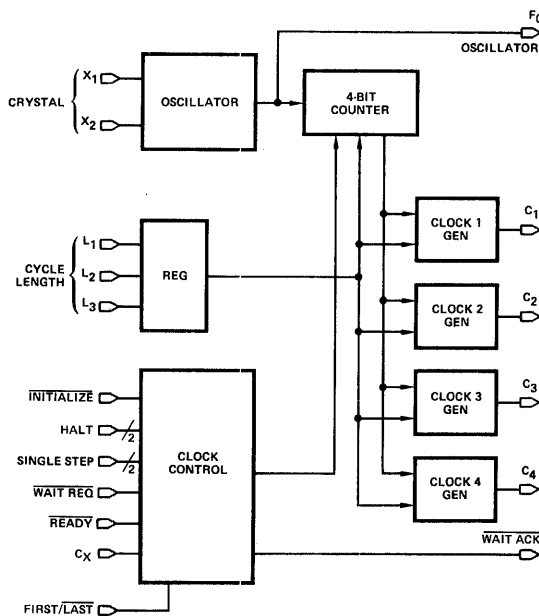 F₀
OSCILLATOR
CRYSTAL
X₁
X₂
OSCILLATOR
4-BIT
COUNTER
CYCLE
LENGTH
L₁
L₂
L₃
REG
CLOCK 1
GEN
C₁
CLOCK 2
GEN
C₂
CLOCK 3
GEN
C₃
CLOCK 4
GEN
C₄
INITIALIZE
HALT
2
SINGLE STEP
2
WAIT REQ
READY
Cx
FIRST/LAST
CLOCK
CONTROL
WAIT ACK